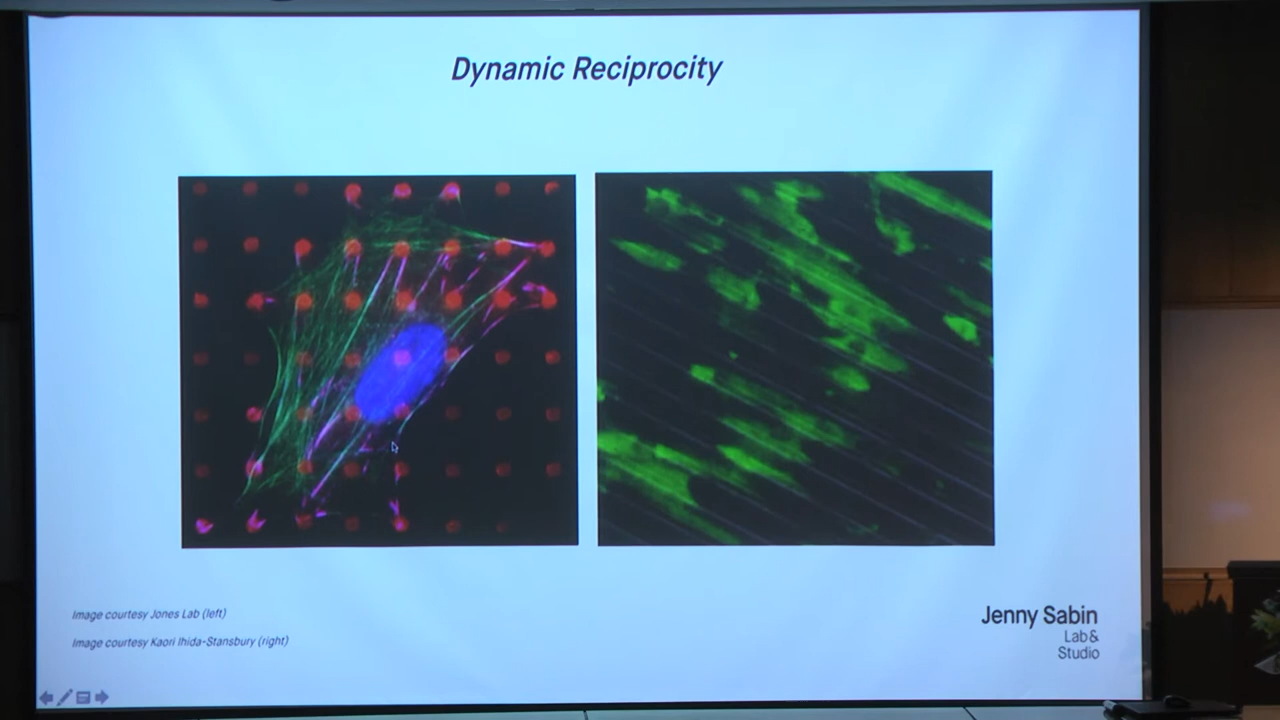 Dynamic Reciprocity
Image courtesy Jones Lab (left)
Image courtesy Kaori Ihida-Stansbury (right)
Jenny Sabin
Lab &
Studio